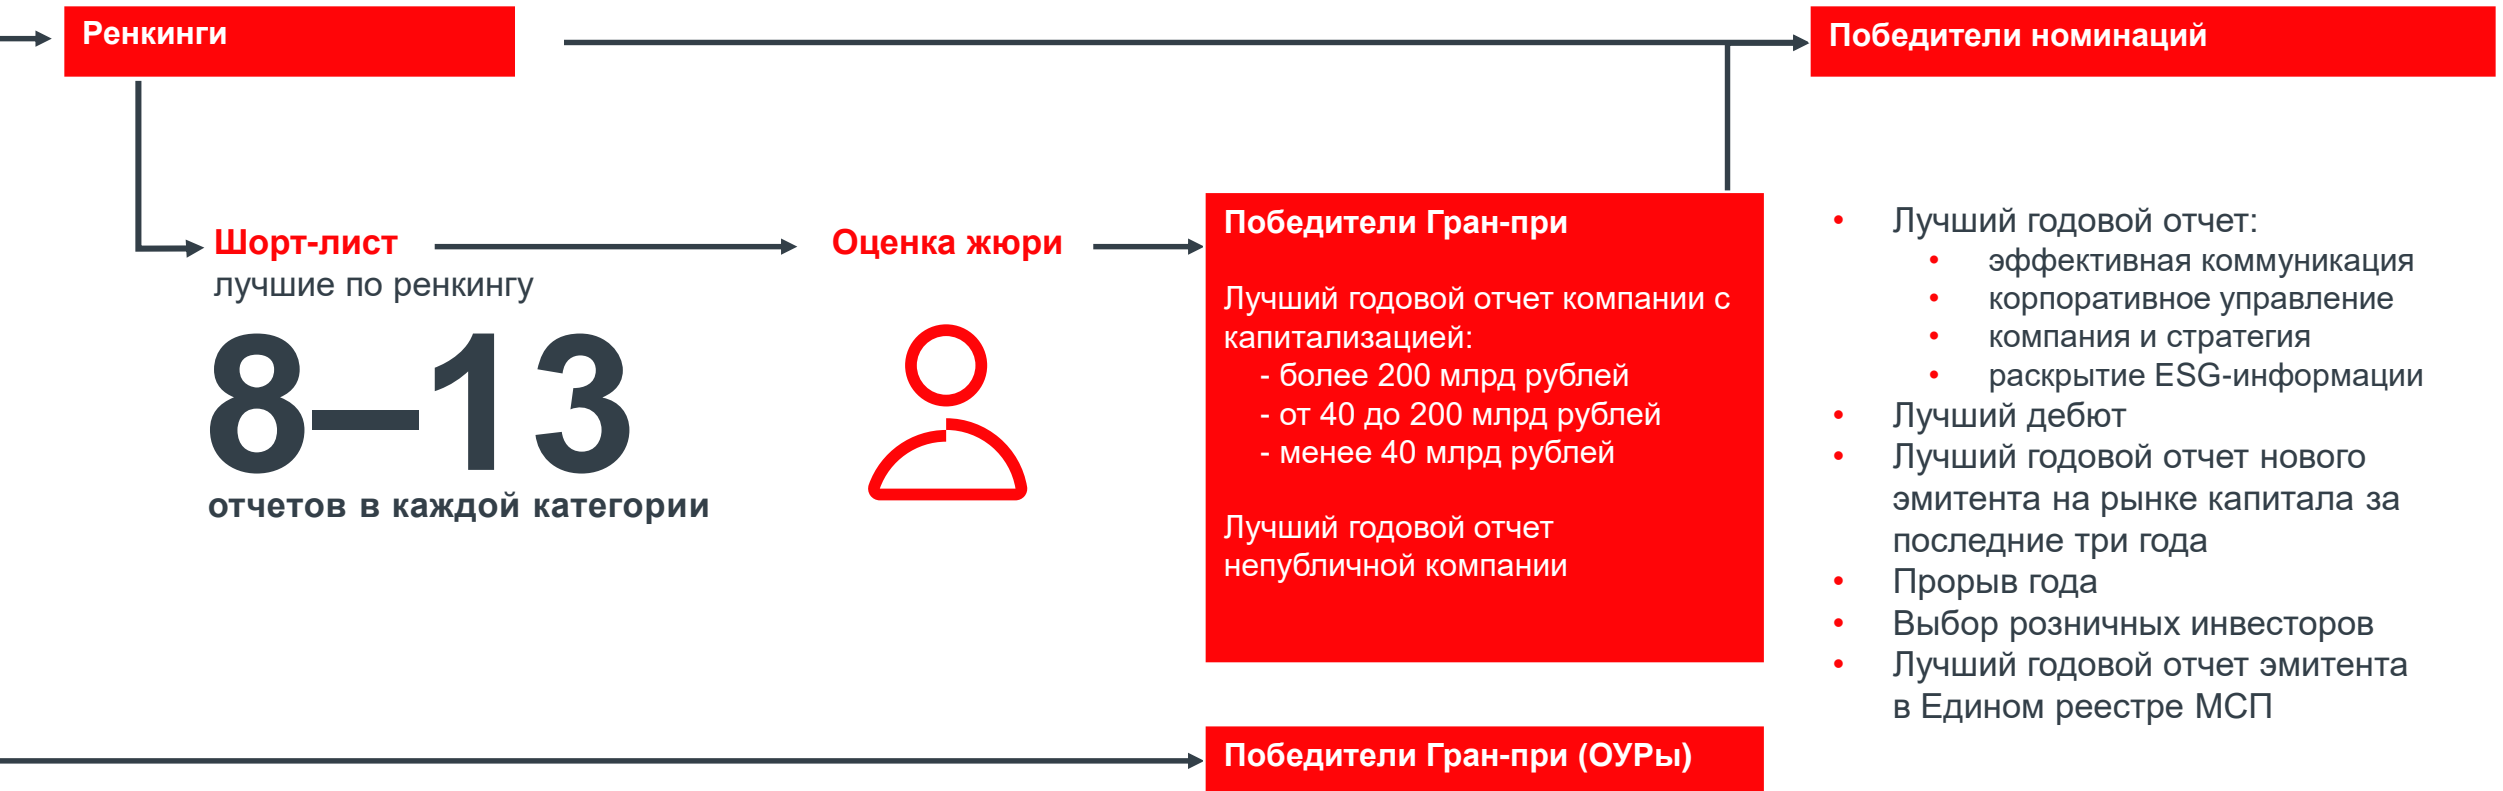 Ренкинги
Победители номинаций
Шорт-лист
лучшие по ренкингу
8–13
отчетов в каждой категории
Оценка жюри
Победители Гран-при
Лучший годовой отчет компании с
капитализацией:
- более 200 млрд рублей
- от 40 до 200 млрд рублей
- менее 40 млрд рублей
Лучший годовой отчет
непубличной компании
• Лучший годовой отчет:
• эффективная коммуникация
• корпоративное управление
• компания и стратегия
• раскрытие ESG-информации
• Лучший дебют
• Лучший годовой отчет нового
эмитента на рынке капитала за
последние три года
• Прорыв года
• Выбор розничных инвесторов
• Лучший годовой отчет эмитента
в Едином реестре МСП
Победители Гран-при (ОУРы)